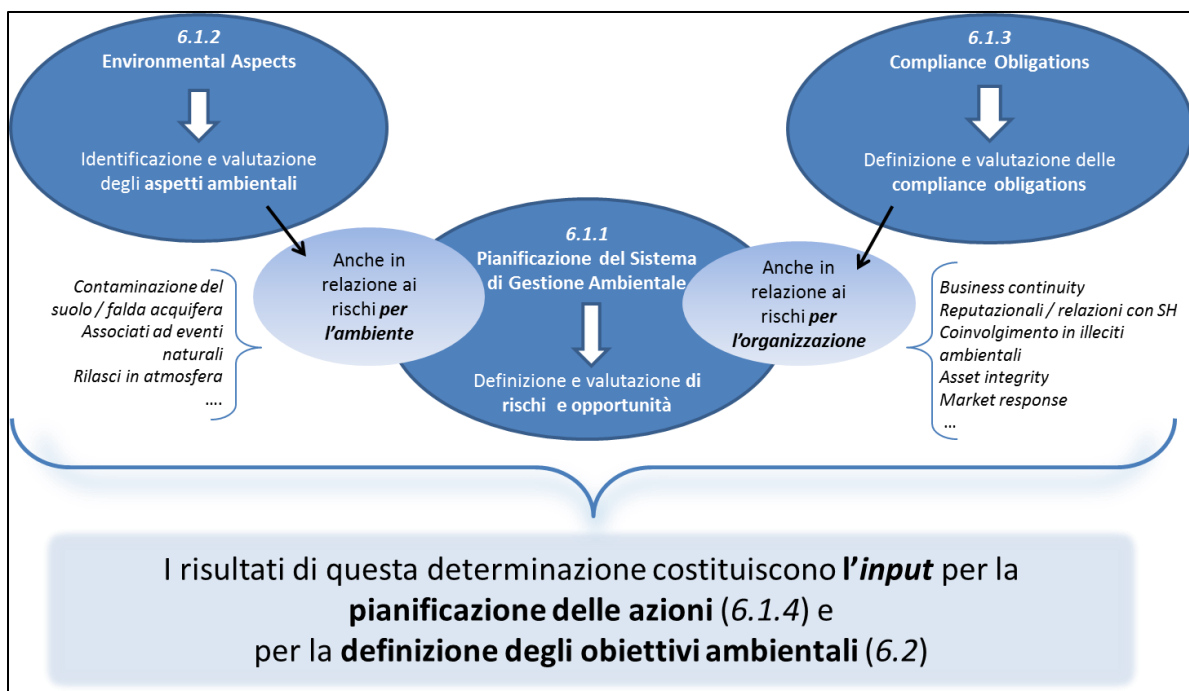 6.1.2
Environmental Aspects
Identificazione e valutazione
degli aspetti ambientali
6.1.3
Compliance Obligations
Definizione e valutazione delle
compliance obligations
6.1.1
Pianificazione del Sistema
di Gestione Ambientale
Definizione e valutazione di
rischi e opportunità
Anche in
relazione ai
rischi per
l'ambiente
Anche in
relazione ai
rischi per
l'organizzazione
Contaminazione del
suolo / falda acquifera
Associati ad eventi
naturali
Rilasci in atmosfera
….
Business continuity
Reputazionali / relazioni con SH
Coinvolgimento in illeciti
ambientali
Asset integrity
Market response
…
I risultati di questa determinazione costituiscono l'input per la
pianificazione delle azioni (6.1.4) e
per la definizione degli obiettivi ambientali (6.2)